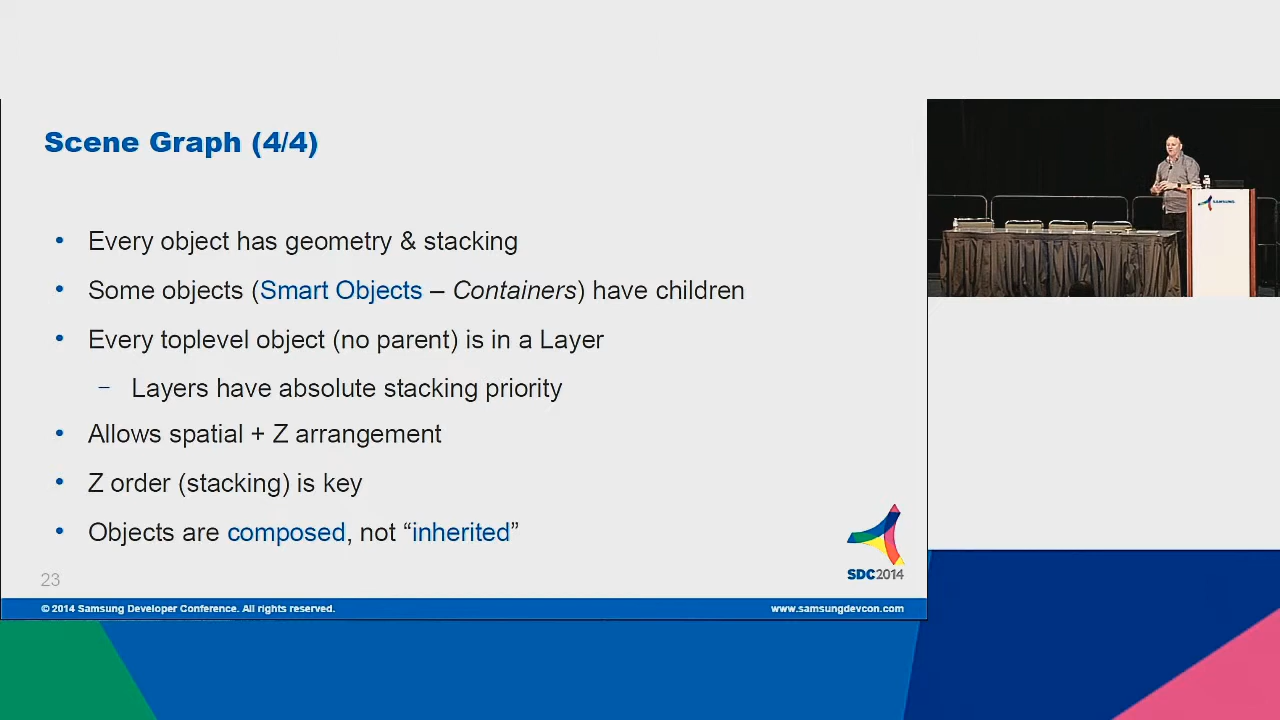 Scene Graph (4/4)
• Every object has geometry & stacking
• Some objects (Smart Objects – Containers) have children
• Every toplevel object (no parent) is in a Layer
– Layers have absolute stacking priority
• Allows spatial + Z arrangement
• Z order (stacking) is key
• Objects are composed, not “inherited”
23
SDC2014
© 2014 Samsung Developer Conference. All rights reserved.
www.samsungdevcon.com
SAMSUNG